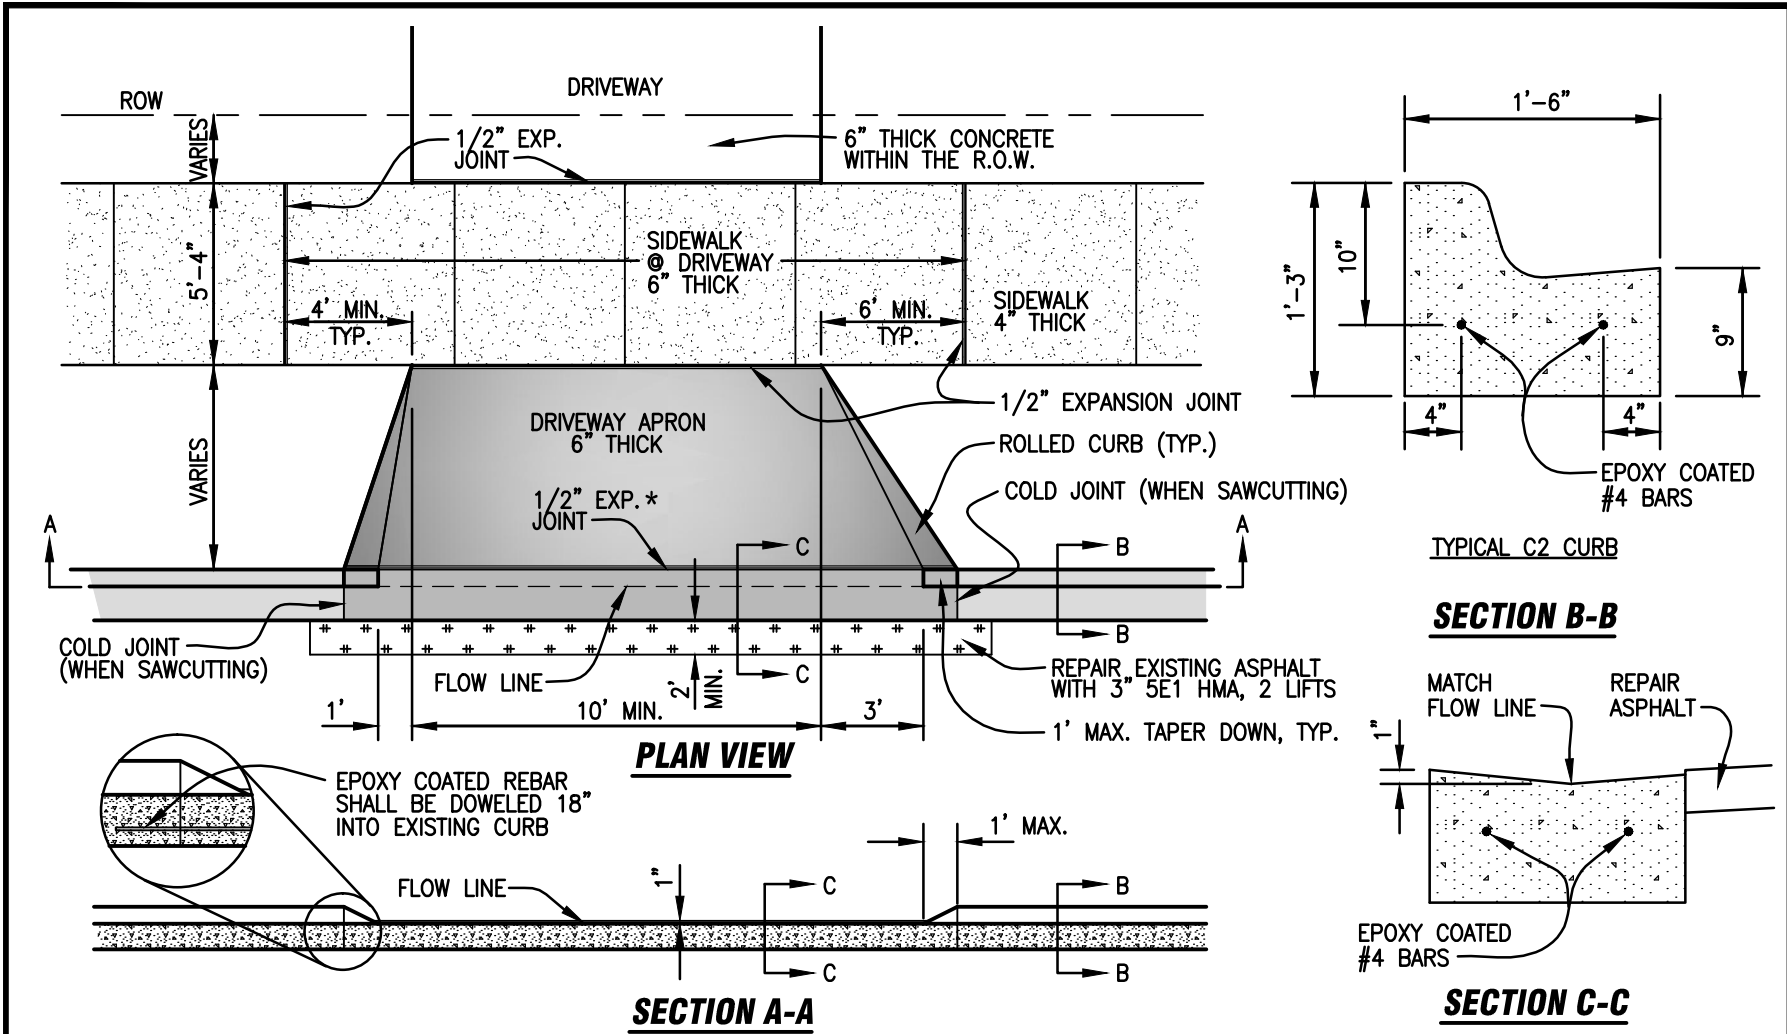 ROW
DRIVEWAY
VARIES
1/2" EXP.
JOINT
6" THICK CONCRETE
WITHIN THE R.O.W.
5'-4"
SIDEWALK
@ DRIVEWAY
6" THICK
4' MIN.
TYP.
6' MIN.
TYP.
SIDEWALK
4" THICK
VARIES
DRIVEWAY APRON
6" THICK
1/2" EXPANSION JOINT
ROLLED CURB (TYP.)
COLD JOINT (WHEN SAWCUTTING)
1/2" EXP.*
JOINT
A
A
C
B
B
C
COLD JOINT
(WHEN SAWCUTTING)
FLOW LINE
2'
MIN.
REPAIR EXISTING ASPHALT
WITH 3" 5E1 HMA, 2 LIFTS
1'
10' MIN.
3'
1' MAX. TAPER DOWN, TYP.
PLAN VIEW
EPOXY COATED REBAR
SHALL BE DOWELED 18"
INTO EXISTING CURB
1' MAX.
FLOW LINE
1"
C
B
C
B
SECTION A-A
1'-6"
1'-3"
10"
9"
4"
4"
EPOXY COATED
#4 BARS
TYPICAL C2 CURB
SECTION B-B
MATCH
FLOW LINE
REPAIR
ASPHALT
1"
EPOXY COATED
#4 BARS
SECTION C-C